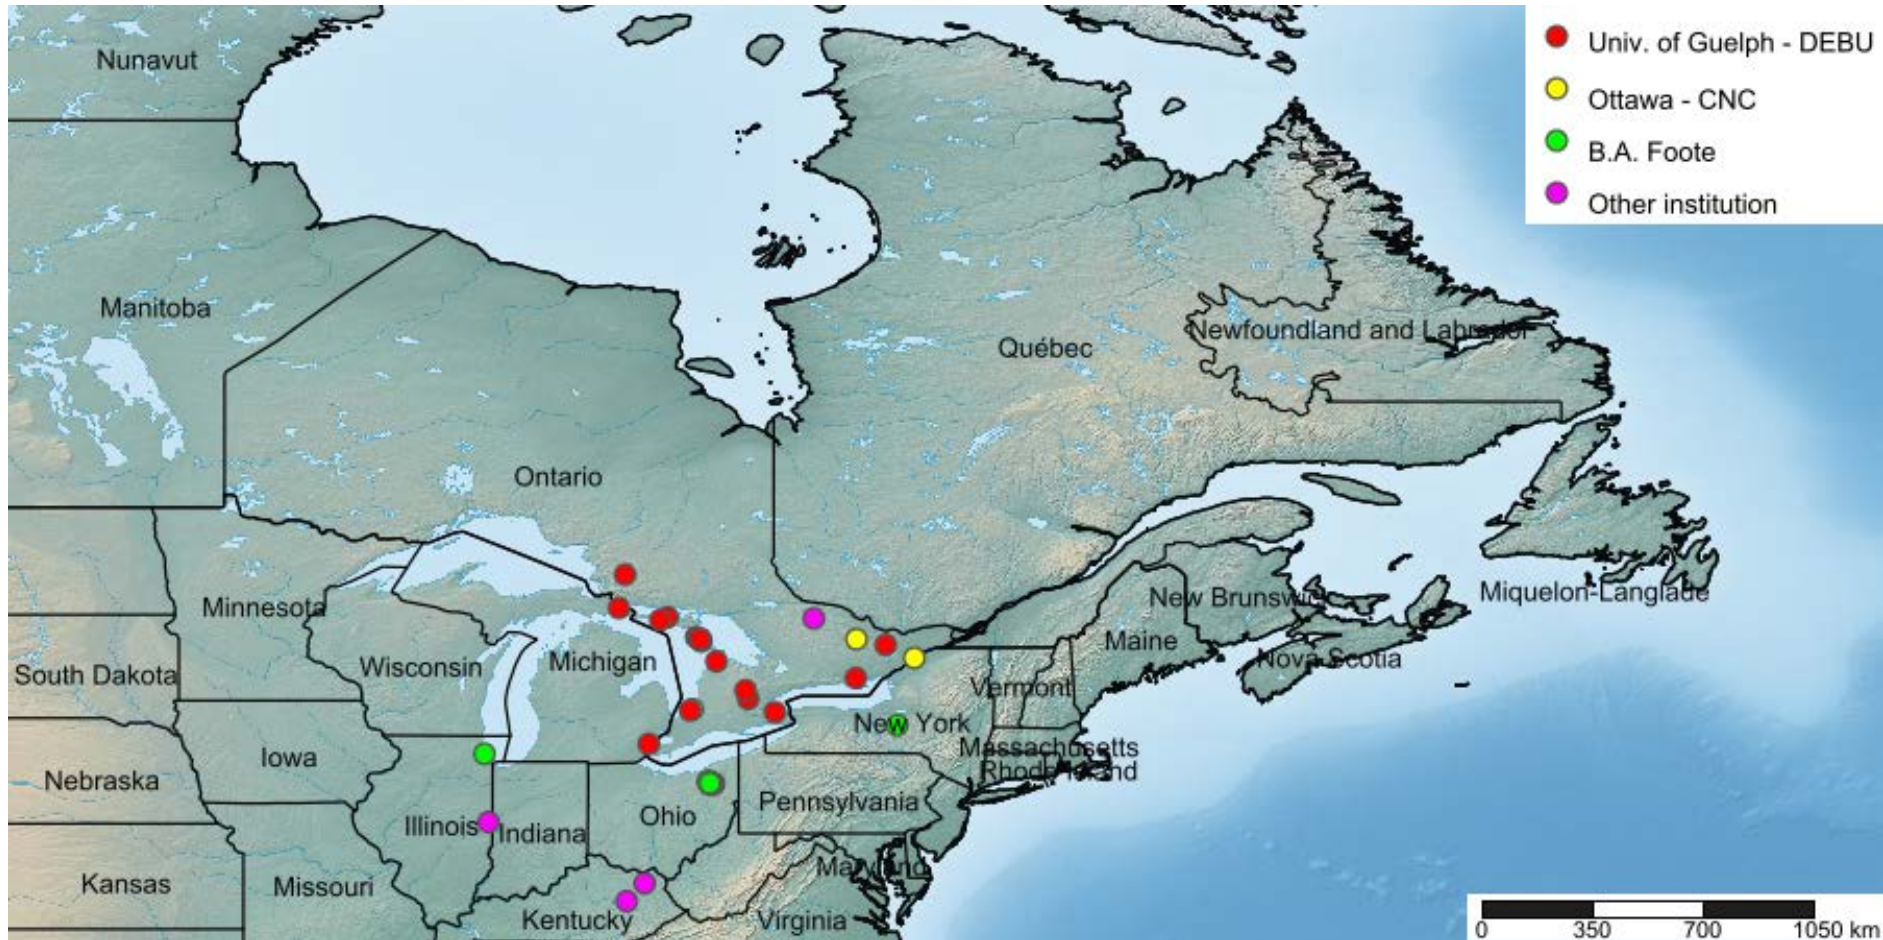 Univ. of Guelph - DEBU
Ottawa - CNC
B.A. Foote
Other institution
Nunavut
Manitoba
Québec
Newfoundland and Labrador
Ontario
Minnesota
New Brunswick
Miquelon-Langlade
Maine
Nova Scotia
South Dakota
Wisconsin
Michigan
Vermont
New York
Massachusetts
Rhode Island
Iowa
Nebraska
Pennsylvania
Ohio
Illinois
Indiana
Maryland
Kansas
Missouri
Kentucky
Virginia
0 350 700 1050 km